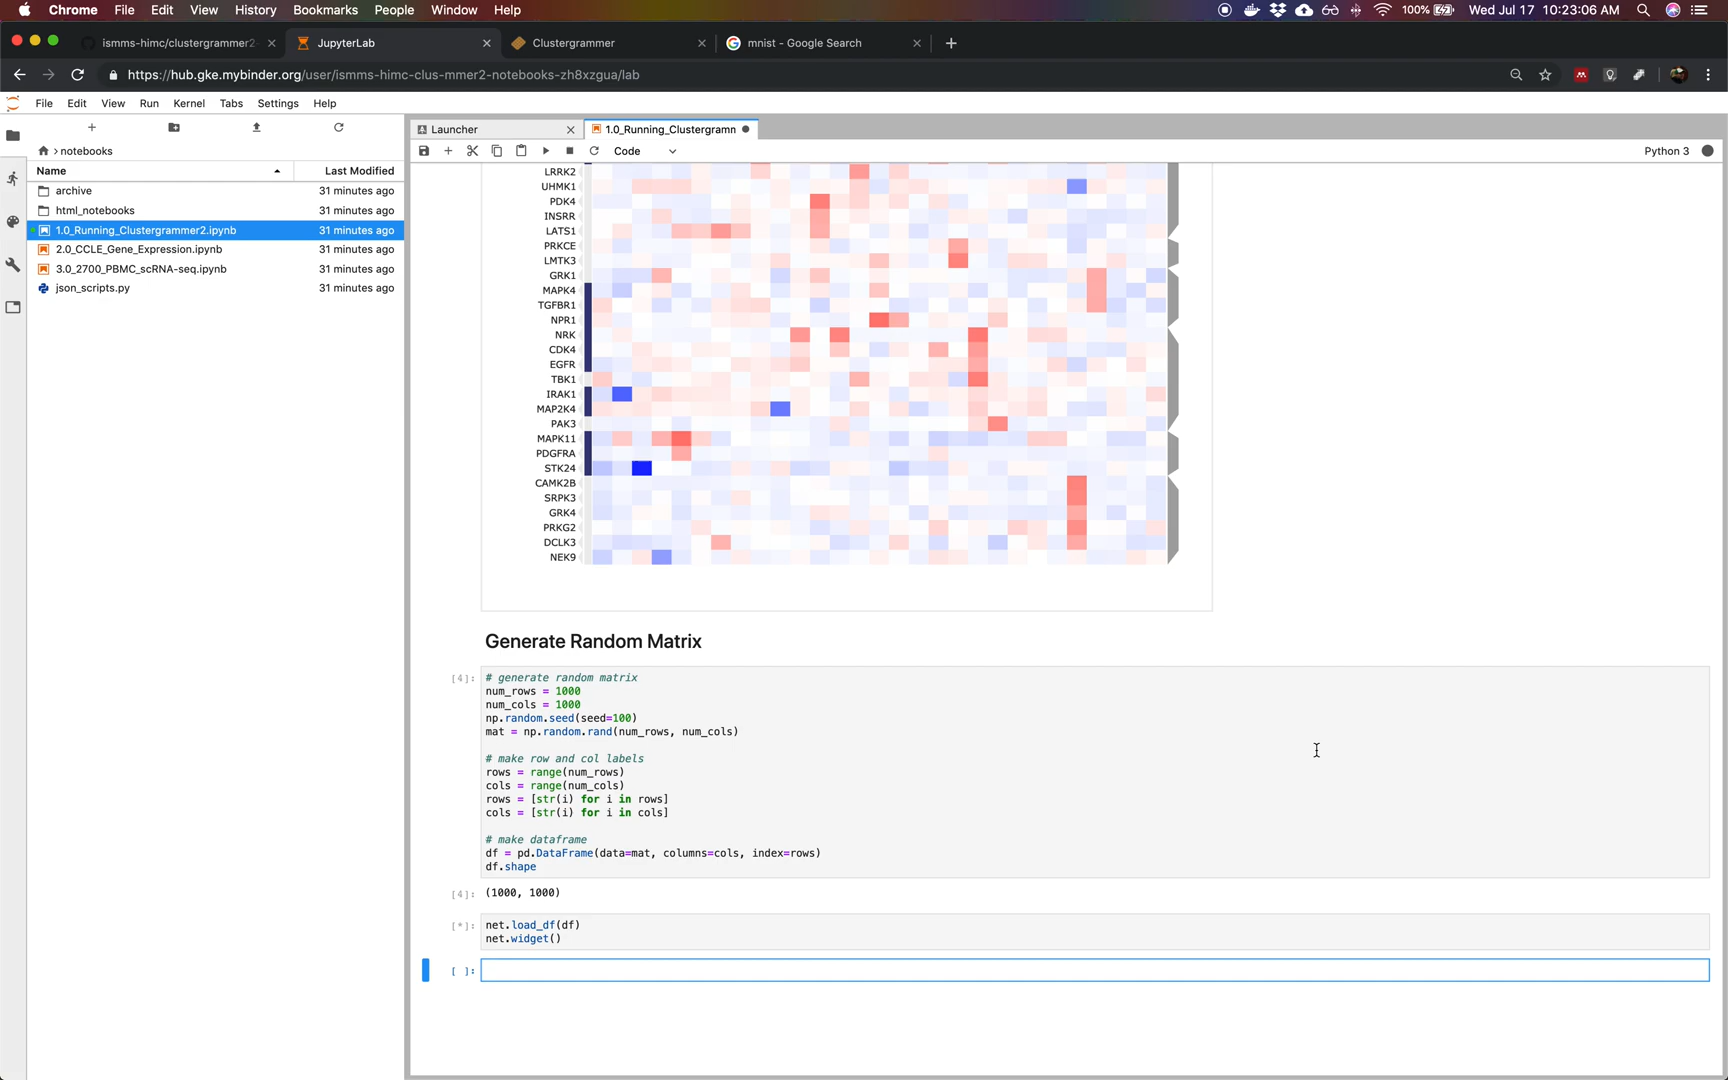 Chrome File Edit View History Bookmarks People Window Help 100% Wed Jul 17 10:23:06 AM
ismms-himc/clustergrammer2- JupyterLab Clustergrammer mnist - Google Search
https://hub.gke.mybinder.org/user/ismms-himc-clus-mmer2-notebooks-zh8xzgua/lab
File Edit View Run Kernel Tabs Settings Help
Launcher 1.0_Running_Clustergramn
Code Python 3
notebooks
Name Last Modified
archive 31 minutes ago
html_notebooks 31 minutes ago
1.0_Running_Clustergrammer2.ipynb 31 minutes ago
2.0_CCLE_Gene_Expression.ipynb 31 minutes ago
3.0_2700_PBMC_scRNA-seq.ipynb 31 minutes ago
json_scripts.py 31 minutes ago
LRRK2
UHMK1
PDK4
INSRR
LATS1
PRKCE
LMTK3
GRK1
MAPK4
TGFBR1
NPR1
NRK
CDK4
EGFR
TBK1
IRAK1
MAP2K4
PAK3
MAPK11
PDGFRA
STK24
CAMK2B
SRPK3
GRK4
PRKG2
DCLK3
NEK9
Generate Random Matrix
[4]: # generate random matrix
num_rows = 1000
num_cols = 1000
np.random.seed(seed=100)
mat = np.random.rand(num_rows, num_cols)
# make row and col labels
rows = range(num_rows)
cols = range(num_cols)
rows = [str(i) for i in rows]
cols = [str(i) for i in cols]
# make dataframe
df = pd.DataFrame(data=mat, columns=cols, index=rows)
df.shape
[4]: (1000, 1000)
[*]: net.load_df(df)
net.widget()
[ ]: